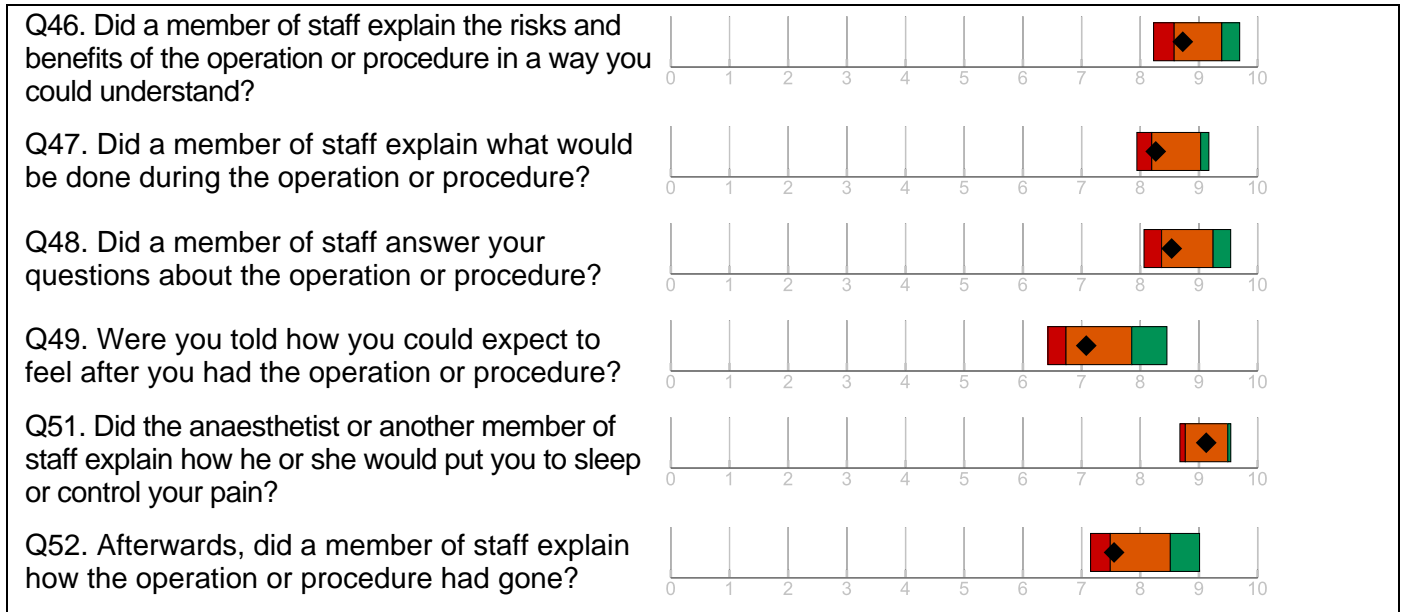 Q46. Did a member of staff explain the risks and
benefits of the operation or procedure in a way you
could understand?
0 1 2 3 4 5 6 7 8 9 10
Q47. Did a member of staff explain what would
be done during the operation or procedure?
0 1 2 3 4 5 6 7 8 9 10
Q48. Did a member of staff answer your
questions about the operation or procedure?
0 1 2 3 4 5 6 7 8 9 10
Q49. Were you told how you could expect to
feel after you had the operation or procedure?
0 1 2 3 4 5 6 7 8 9 10
Q51. Did the anaesthetist or another member of
staff explain how he or she would put you to sleep
or control your pain?
0 1 2 3 4 5 6 7 8 9 10
Q52. Afterwards, did a member of staff explain
how the operation or procedure had gone?
0 1 2 3 4 5 6 7 8 9 10